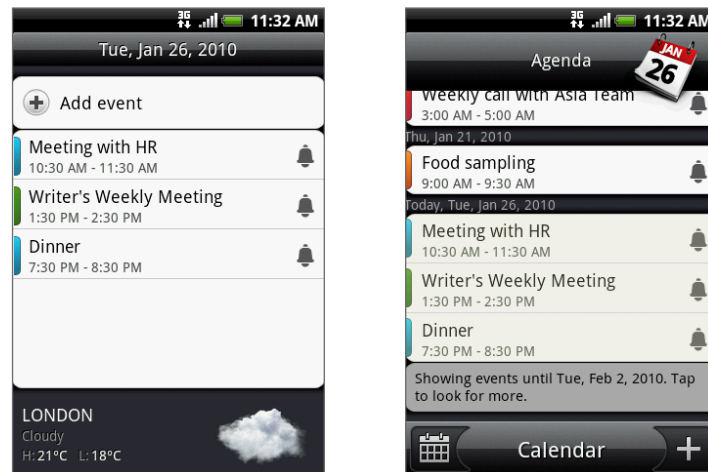 3G 11:32 AM
Tue, Jan 26, 2010
Add event
Meeting with HR
10:30 AM - 11:30 AM
Writer's Weekly Meeting
1:30 PM - 2:30 PM
Dinner
7:30 PM - 8:30 PM
LONDON
Cloudy
H:21ºC L:18ºC
3G 11:32 AM
Agenda
JAN
26
Weekly call with Asia Team
3:00 AM - 5:00 AM
Thu, Jan 21, 2010
Food sampling
9:00 AM - 9:30 AM
Today, Tue, Jan 26, 2010
Meeting with HR
10:30 AM - 11:30 AM
Writer's Weekly Meeting
1:30 PM - 2:30 PM
Dinner
7:30 PM - 8:30 PM
Showing events until Tue, Feb 2, 2010. Tap
to look for more.
Calendar